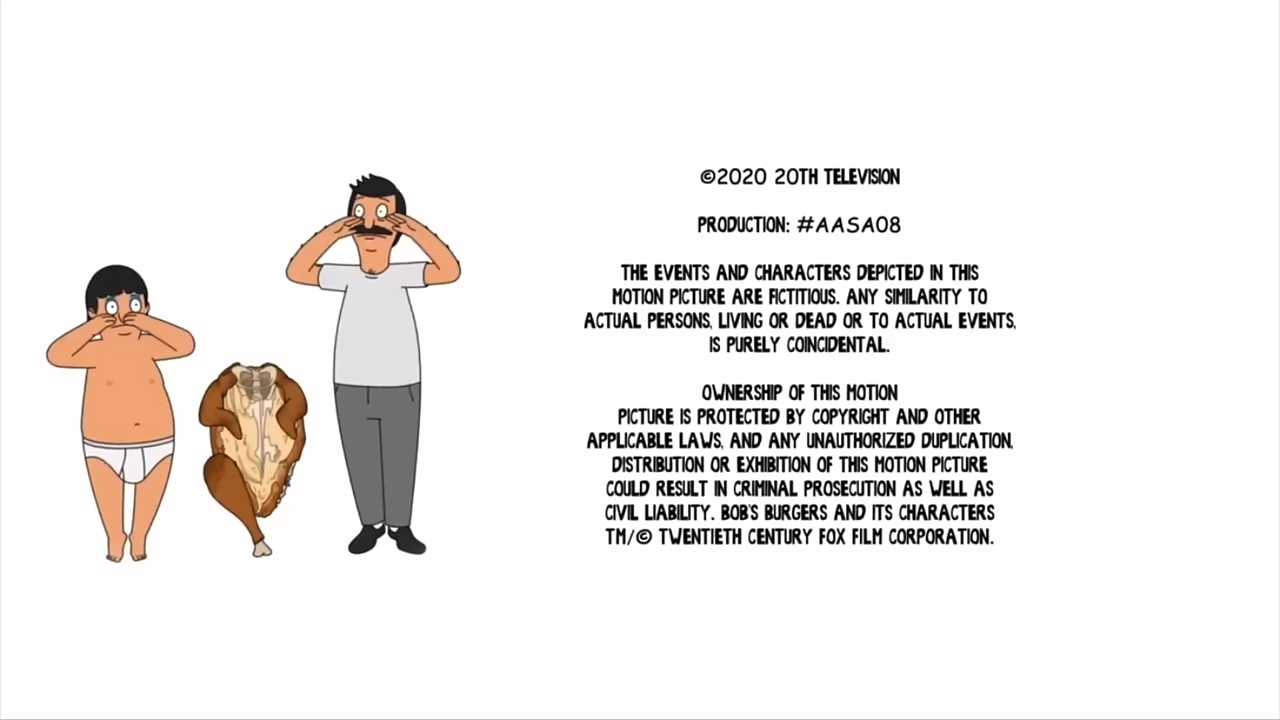 ©2020 20TH TELEVISION
PRODUCTION: #AASA08
THE EVENTS AND CHARACTERS DEPICTED IN THIS
MOTION PICTURE ARE FICTITIOUS. ANY SIMILARITY TO
ACTUAL PERSONS, LIVING OR DEAD OR TO ACTUAL EVENTS,
IS PURELY COINCIDENTAL.
OWNERSHIP OF THIS MOTION
PICTURE IS PROTECTED BY COPYRIGHT AND OTHER
APPLICABLE LAWS, AND ANY UNAUTHORIZED DUPLICATION,
DISTRIBUTION OR EXHIBITION OF THIS MOTION PICTURE
COULD RESULT IN CRIMINAL PROSECUTION AS WELL AS
CIVIL LIABILITY. BOB'S BURGERS AND ITS CHARACTERS
TM/© TWENTIETH CENTURY FOX FILM CORPORATION.